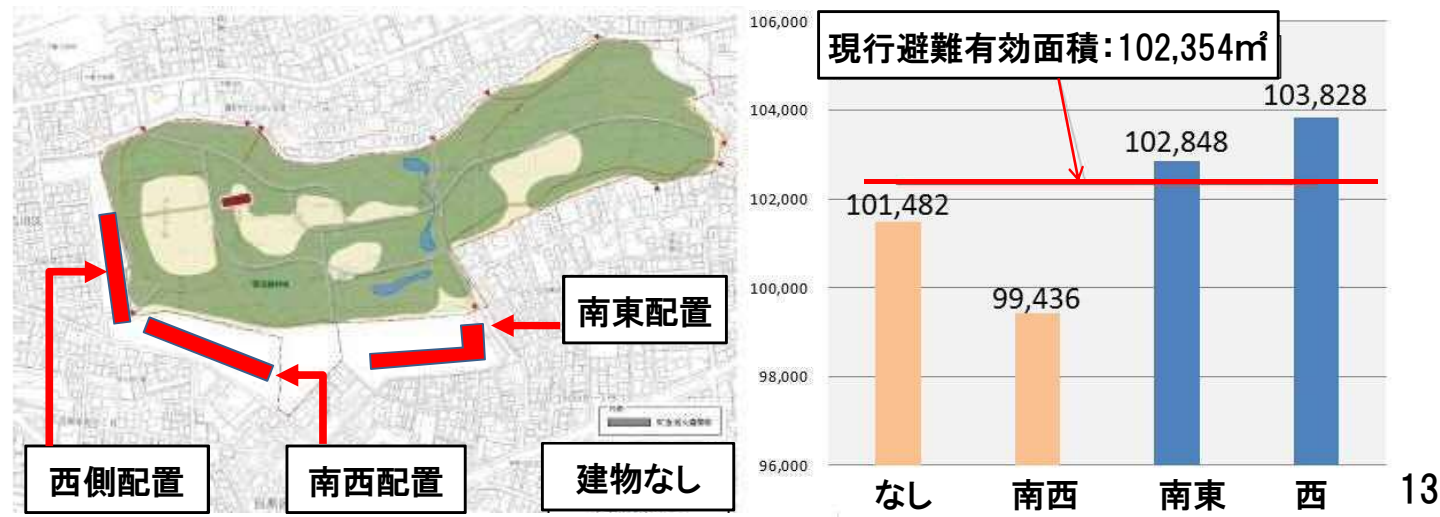 西側配置
南西配置
南東配置
建物なし
現行避難有効面積：102,354㎡
106,000
104,000
102,000
100,000
98,000
96,000
101,482
99,436
102,848
103,828
なし
南西
南東
西
13